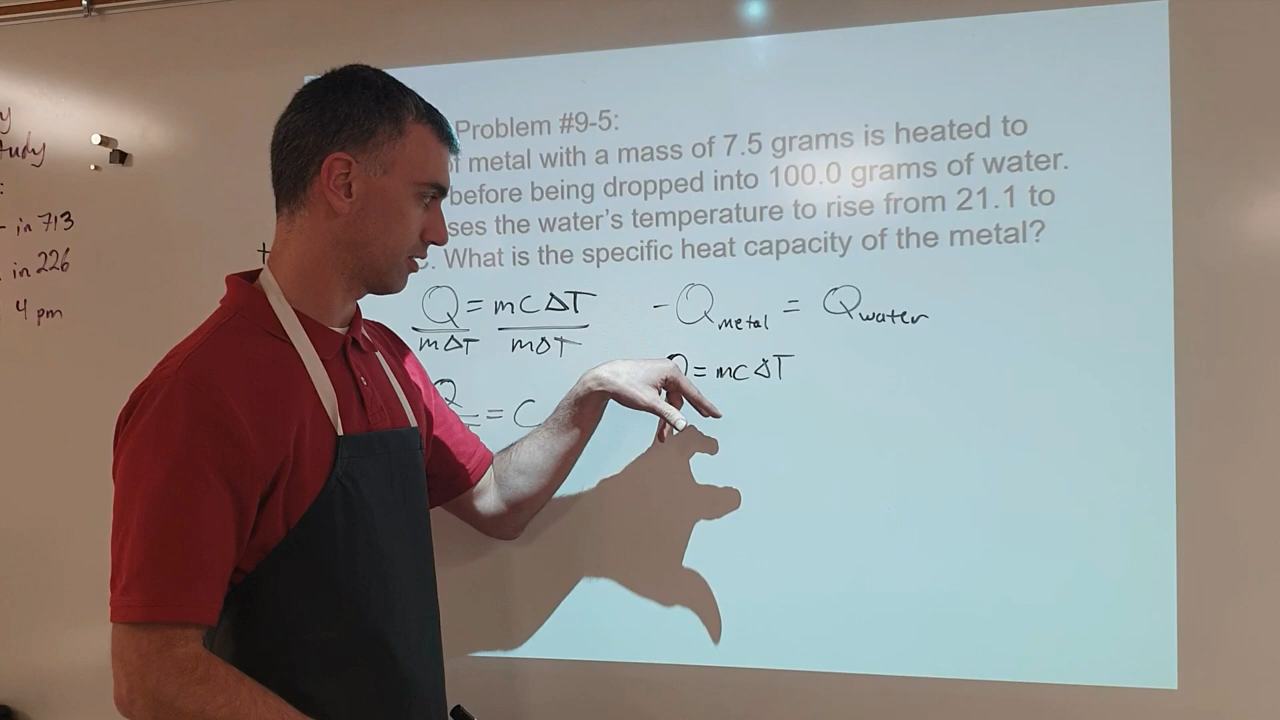 y
tudy
:
- in 713
in 226
4 pm
Problem #9-5:
f metal with a mass of 7.5 grams is heated to
before being dropped into 100.0 grams of water.
ses the water's temperature to rise from 21.1 to
C. What is the specific heat capacity of the metal?
Q = mCΔT
mΔT mΔT
Q = C
-Qmetal = Qwater
Q = mCΔT